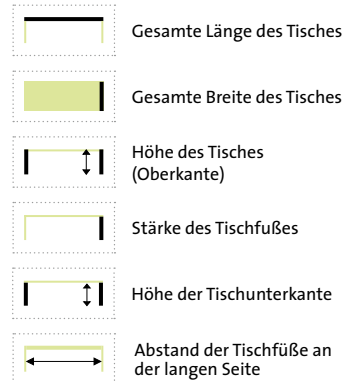 Gesamte Länge des Tisches
Gesamte Breite des Tisches
Höhe des Tisches
(Oberkante)
Stärke des Tischfußes
Höhe der Tischunterkante
Abstand der Tischfüße an
der langen Seite